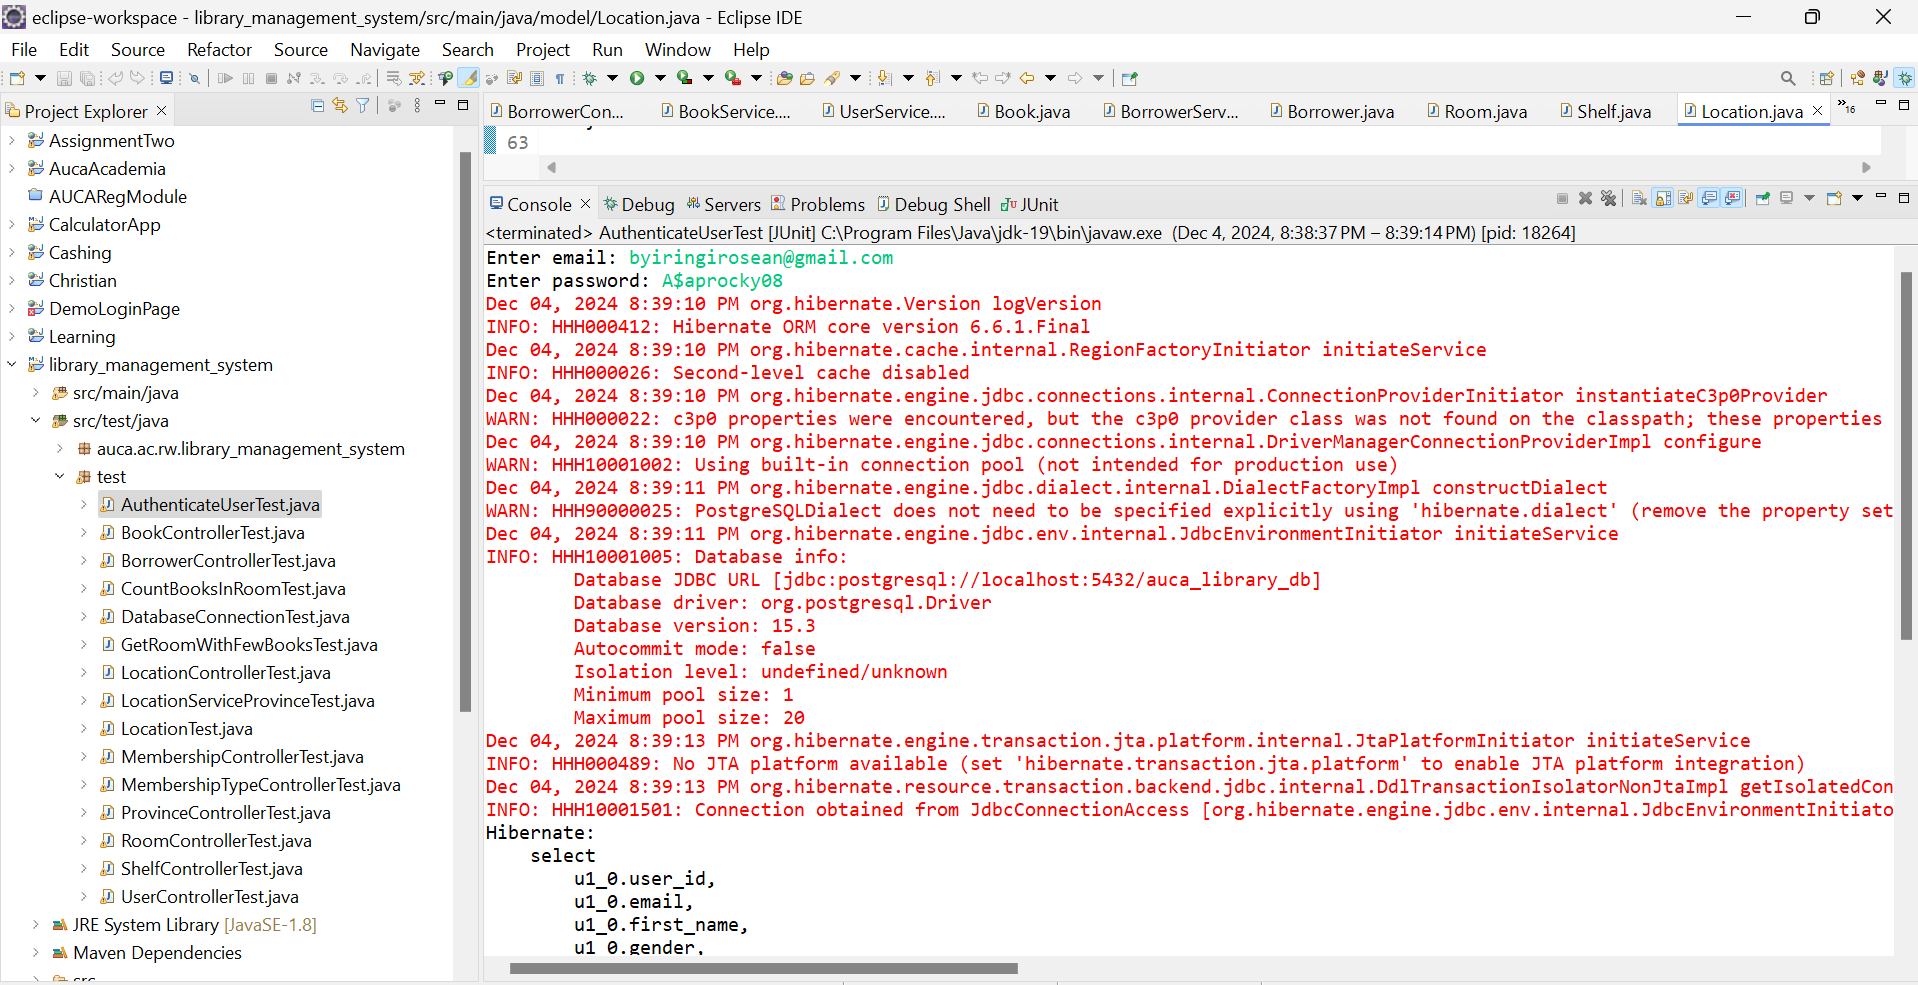 eclipse-workspace - library_management_system/src/main/java/model/Location.java - Eclipse IDE
File Edit Source Refactor Source Navigate Search Project Run Window Help
Project Explorer
AssignmentTwo
AucaAcademia
AUCARegModule
CalculatorApp
Cashing
Christian
DemoLoginPage
Learning
library_management_system
src/main/java
src/test/java
auca.ac.rw.library_management_system
test
AuthenticateUserTest.java
BookControllerTest.java
BorrowerControllerTest.java
CountBooksInRoomTest.java
DatabaseConnectionTest.java
GetRoomWithFewBooksTest.java
LocationControllerTest.java
LocationServiceProvinceTest.java
LocationTest.java
MembershipControllerTest.java
MembershipTypeControllerTest.java
ProvinceControllerTest.java
RoomControllerTest.java
ShelfControllerTest.java
UserControllerTest.java
JRE System Library [JavaSE-1.8]
Maven Dependencies
src
BorrowerCon... BookService.... UserService.... Book.java BorrowerServ... Borrower.java Room.java Shelf.java Location.java »16
63
Console Debug Servers Problems Debug Shell JUnit
<terminated> AuthenticateUserTest [JUnit] C:\Program Files\Java\jdk-19\bin\javaw.exe (Dec 4, 2024, 8:38:37 PM – 8:39:14 PM) [pid: 18264]
Enter email: byiringirosean@gmail.com
Enter password: A$aprocky08
Dec 04, 2024 8:39:10 PM org.hibernate.Version logVersion
INFO: HHH000412: Hibernate ORM core version 6.6.1.Final
Dec 04, 2024 8:39:10 PM org.hibernate.cache.internal.RegionFactoryInitiator initiateService
INFO: HHH000026: Second-level cache disabled
Dec 04, 2024 8:39:10 PM org.hibernate.engine.jdbc.connections.internal.ConnectionProviderInitiator instantiateC3p0Provider
WARN: HHH000022: c3p0 properties were encountered, but the c3p0 provider class was not found on the classpath; these properties
Dec 04, 2024 8:39:10 PM org.hibernate.engine.jdbc.connections.internal.DriverManagerConnectionProviderImpl configure
WARN: HHH10001002: Using built-in connection pool (not intended for production use)
Dec 04, 2024 8:39:11 PM org.hibernate.engine.jdbc.dialect.internal.DialectFactoryImpl constructDialect
WARN: HHH90000025: PostgreSQLDialect does not need to be specified explicitly using 'hibernate.dialect' (remove the property set
Dec 04, 2024 8:39:11 PM org.hibernate.engine.jdbc.env.internal.JdbcEnvironmentInitiator initiateService
INFO: HHH10001005: Database info:
Database JDBC URL [jdbc:postgresql://localhost:5432/auca_library_db]
Database driver: org.postgresql.Driver
Database version: 15.3
Autocommit mode: false
Isolation level: undefined/unknown
Minimum pool size: 1
Maximum pool size: 20
Dec 04, 2024 8:39:13 PM org.hibernate.engine.transaction.jta.platform.internal.JtaPlatformInitiator initiateService
INFO: HHH000489: No JTA platform available (set 'hibernate.transaction.jta.platform' to enable JTA platform integration)
Dec 04, 2024 8:39:13 PM org.hibernate.resource.transaction.backend.jdbc.internal.DdlTransactionIsolatorNonJtaImpl getIsolatedCon
INFO: HHH10001501: Connection obtained from JdbcConnectionAccess [org.hibernate.engine.jdbc.env.internal.JdbcEnvironmentInitiato
Hibernate:
select
u1_0.user_id,
u1_0.email,
u1_0.first_name,
u1_0.gender,